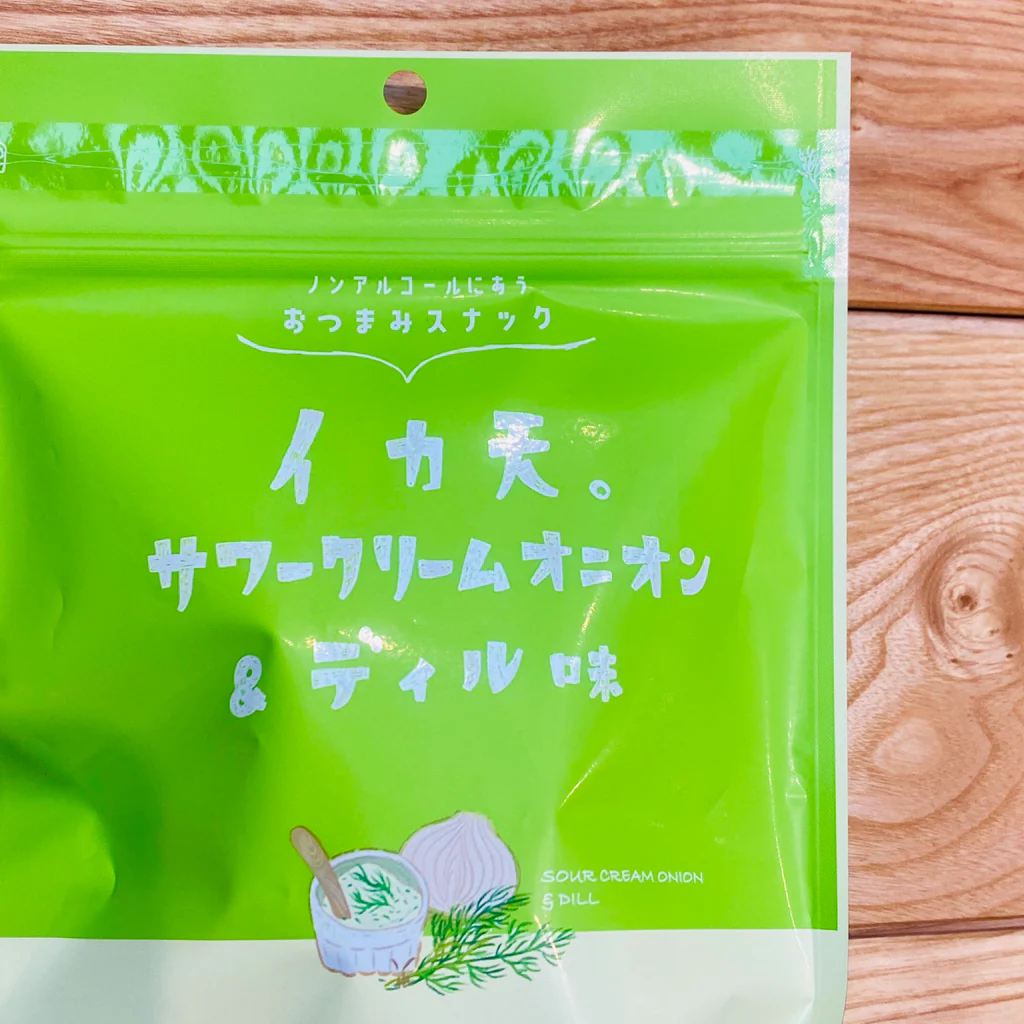 ノンアルコールにあう
おつまみスナック
イカ天。
サワークリームオニオン
& ディル味
SOUR CREAM ONION
& DILL